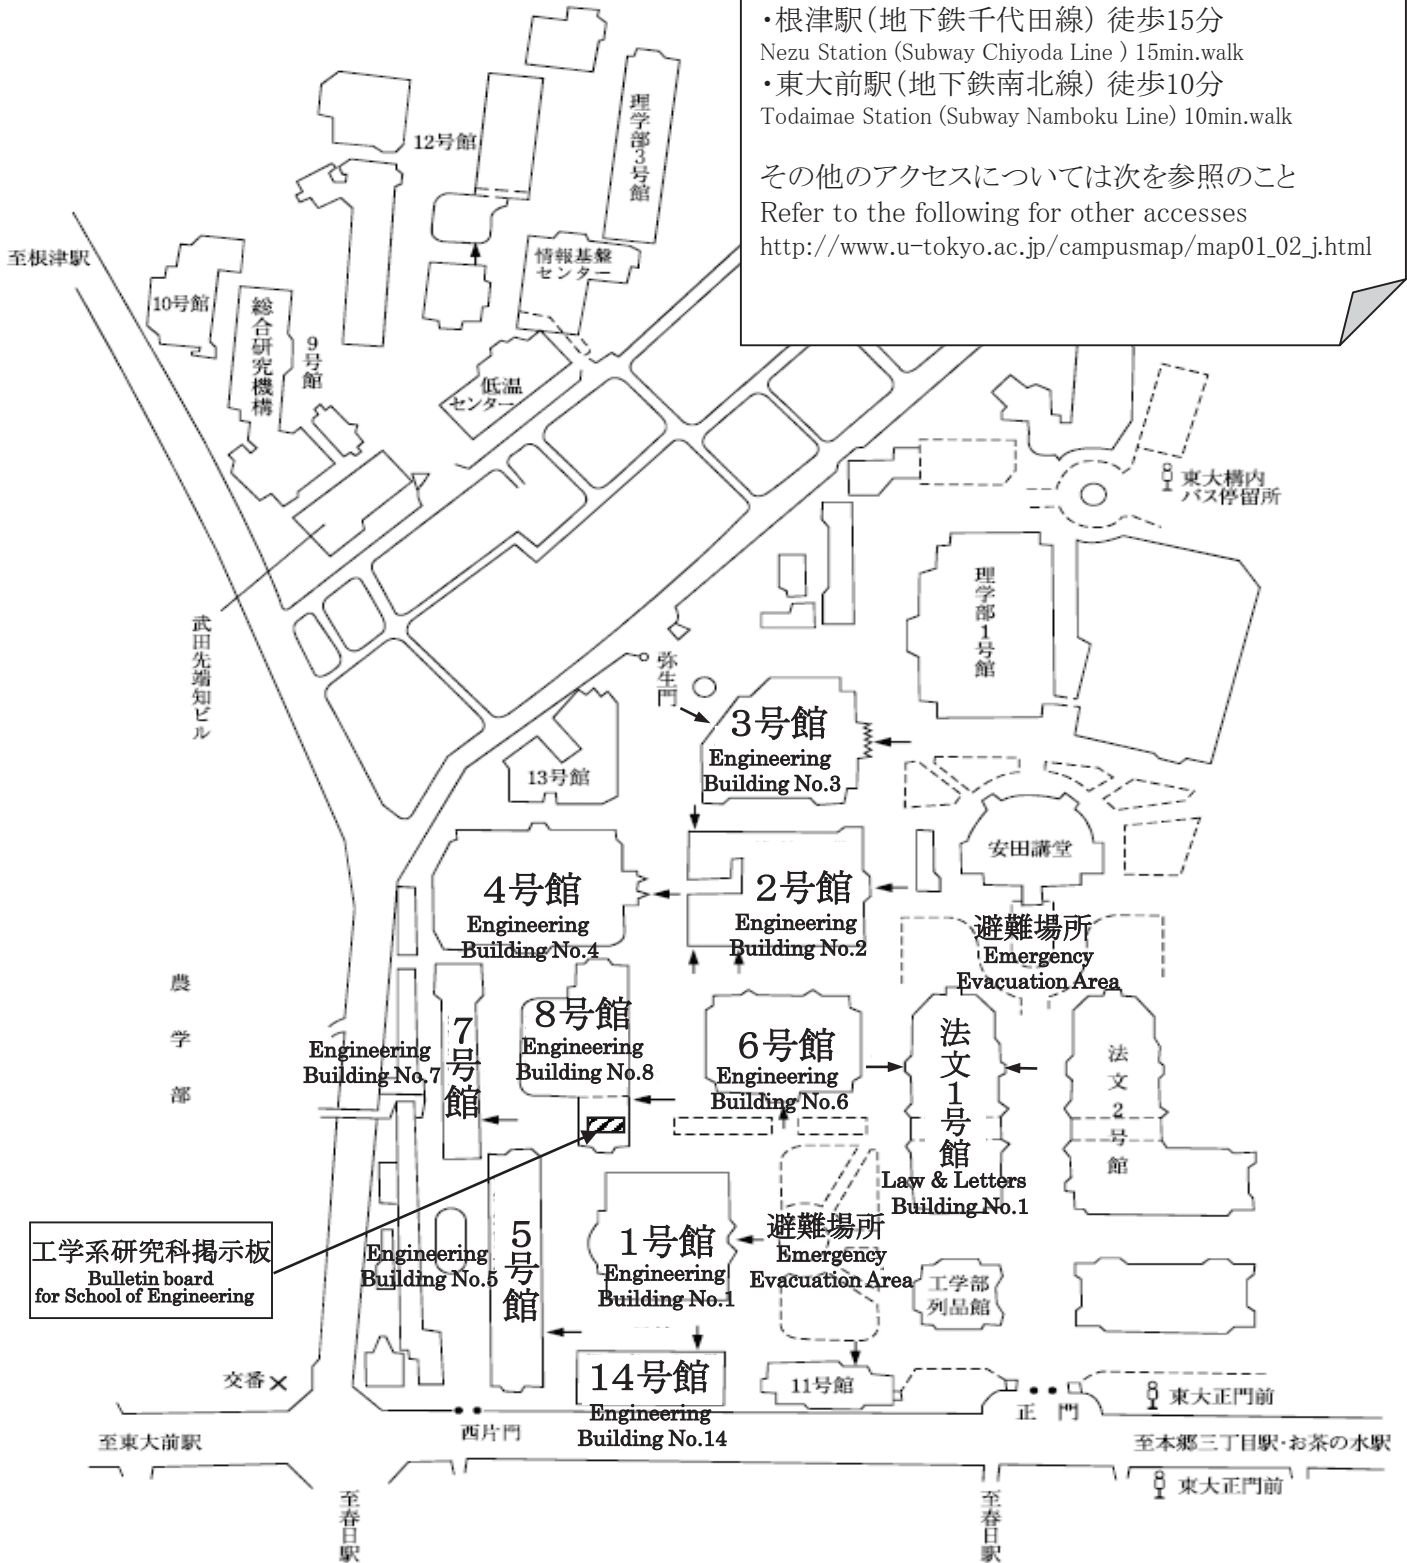 ・根津駅(地下鉄千代田線) 徒歩15分
Nezu Station (Subway Chiyoda Line ) 15min.walk
・東大前駅(地下鉄南北線) 徒歩10分
Todaimae Station (Subway Namboku Line) 10min.walk
その他のアクセスについては次を参照のこと
Refer to the following for other accesses
http://www.u-tokyo.ac.jp/campusmap/map01_02_j.html
理学部3号館
12号館
至根津駅
情報基盤
センター
10号館
総合研究機構
9号館
低温
センター
東大構内
バス停留所
理学部1号館
武田先端知ビル
弥生門
3号館
Engineering
Building No.3
13号館
安田講堂
4号館
Engineering
Building No.4
2号館
Engineering
Building No.2
避難場所
Emergency
Evacuation Area
農学部
7号館
Engineering
Building No.7
8号館
Engineering
Building No.8
6号館
Engineering
Building No.6
法文1号館
Law & Letters
Building No.1
法文2号館
工学系研究科掲示板
Bulletin board
for School of Engineering
5号館
Engineering
Building No.5
1号館
Engineering
Building No.1
避難場所
Emergency
Evacuation Area
工学部
列品館
交番
14号館
Engineering
Building No.14
11号館
正門
東大正門前
西片門
至東大前駅
至本郷三丁目駅・お茶の水駅
東大正門前
至春日駅
至春日駅